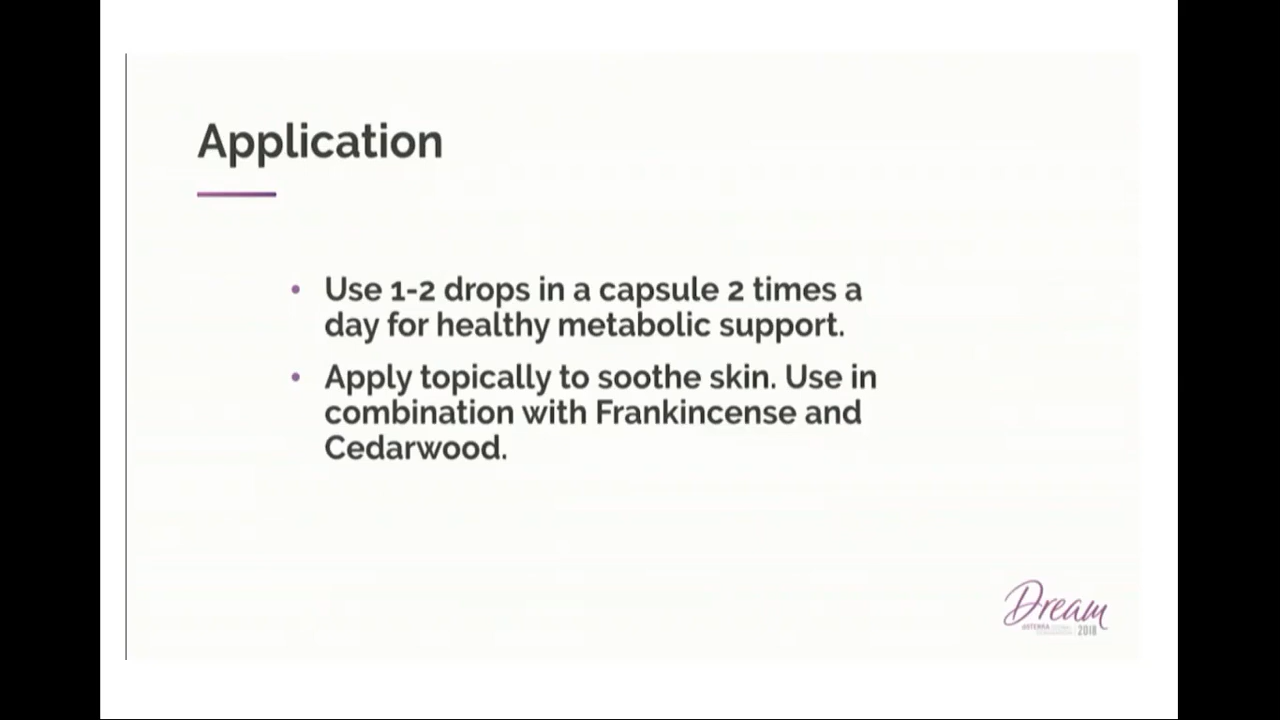 Application
• Use 1-2 drops in a capsule 2 times a
day for healthy metabolic support.
• Apply topically to soothe skin. Use in
combination with Frankincense and
Cedarwood.
Dream
dōTERRA
2018